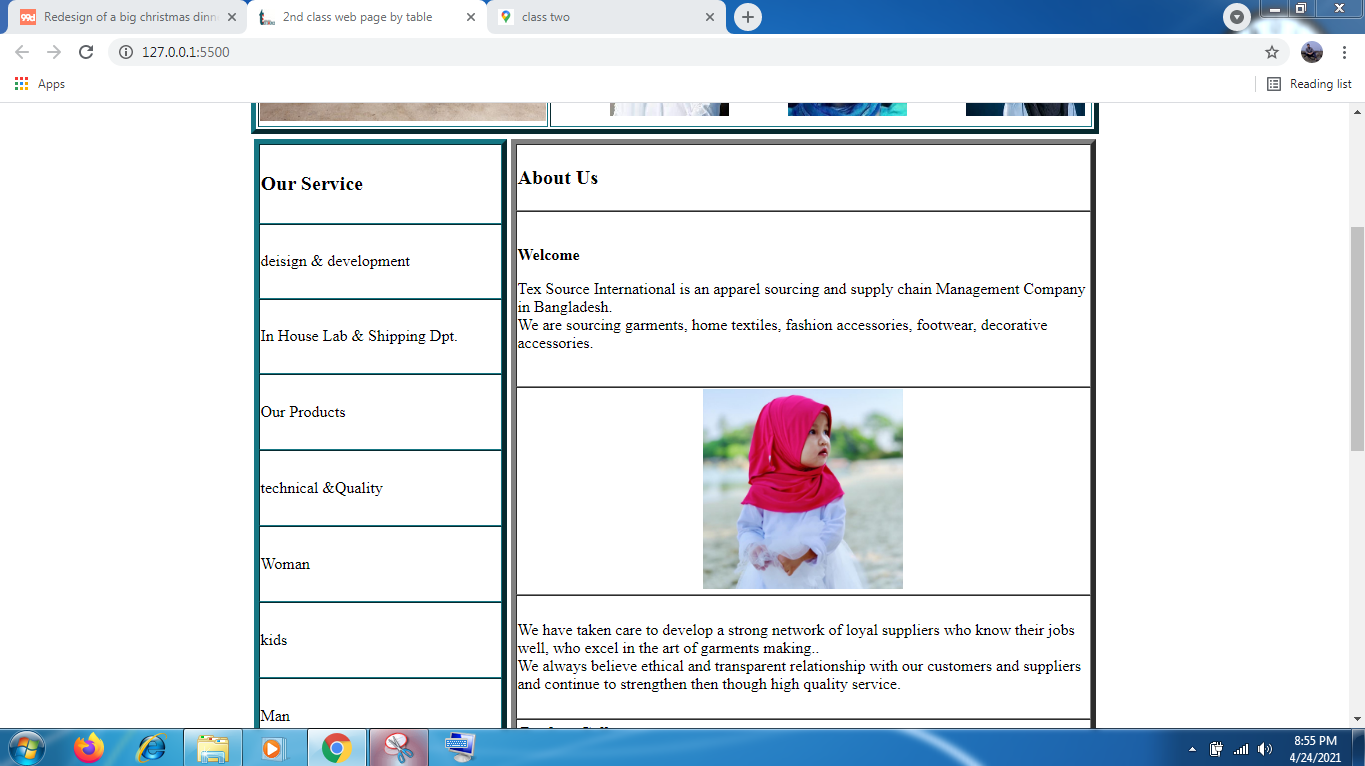 99d Redesign of a big christmas dinn
2nd class web page by table
class two
127.0.0.1:5500
Apps
Reading list
Our Service
deisign & development
In House Lab & Shipping Dpt.
Our Products
technical &Quality
Woman
kids
Man
About Us
Welcome
Tex Source International is an apparel sourcing and supply chain Management Company
in Bangladesh.
We are sourcing garments, home textiles, fashion accessories, footwear, decorative
accessories.
We have taken care to develop a strong network of loyal suppliers who know their jobs
well, who excel in the art of garments making..
We always believe ethical and transparent relationship with our customers and suppliers
and continue to strengthen then though high quality service.
8:55 PM
4/24/2021